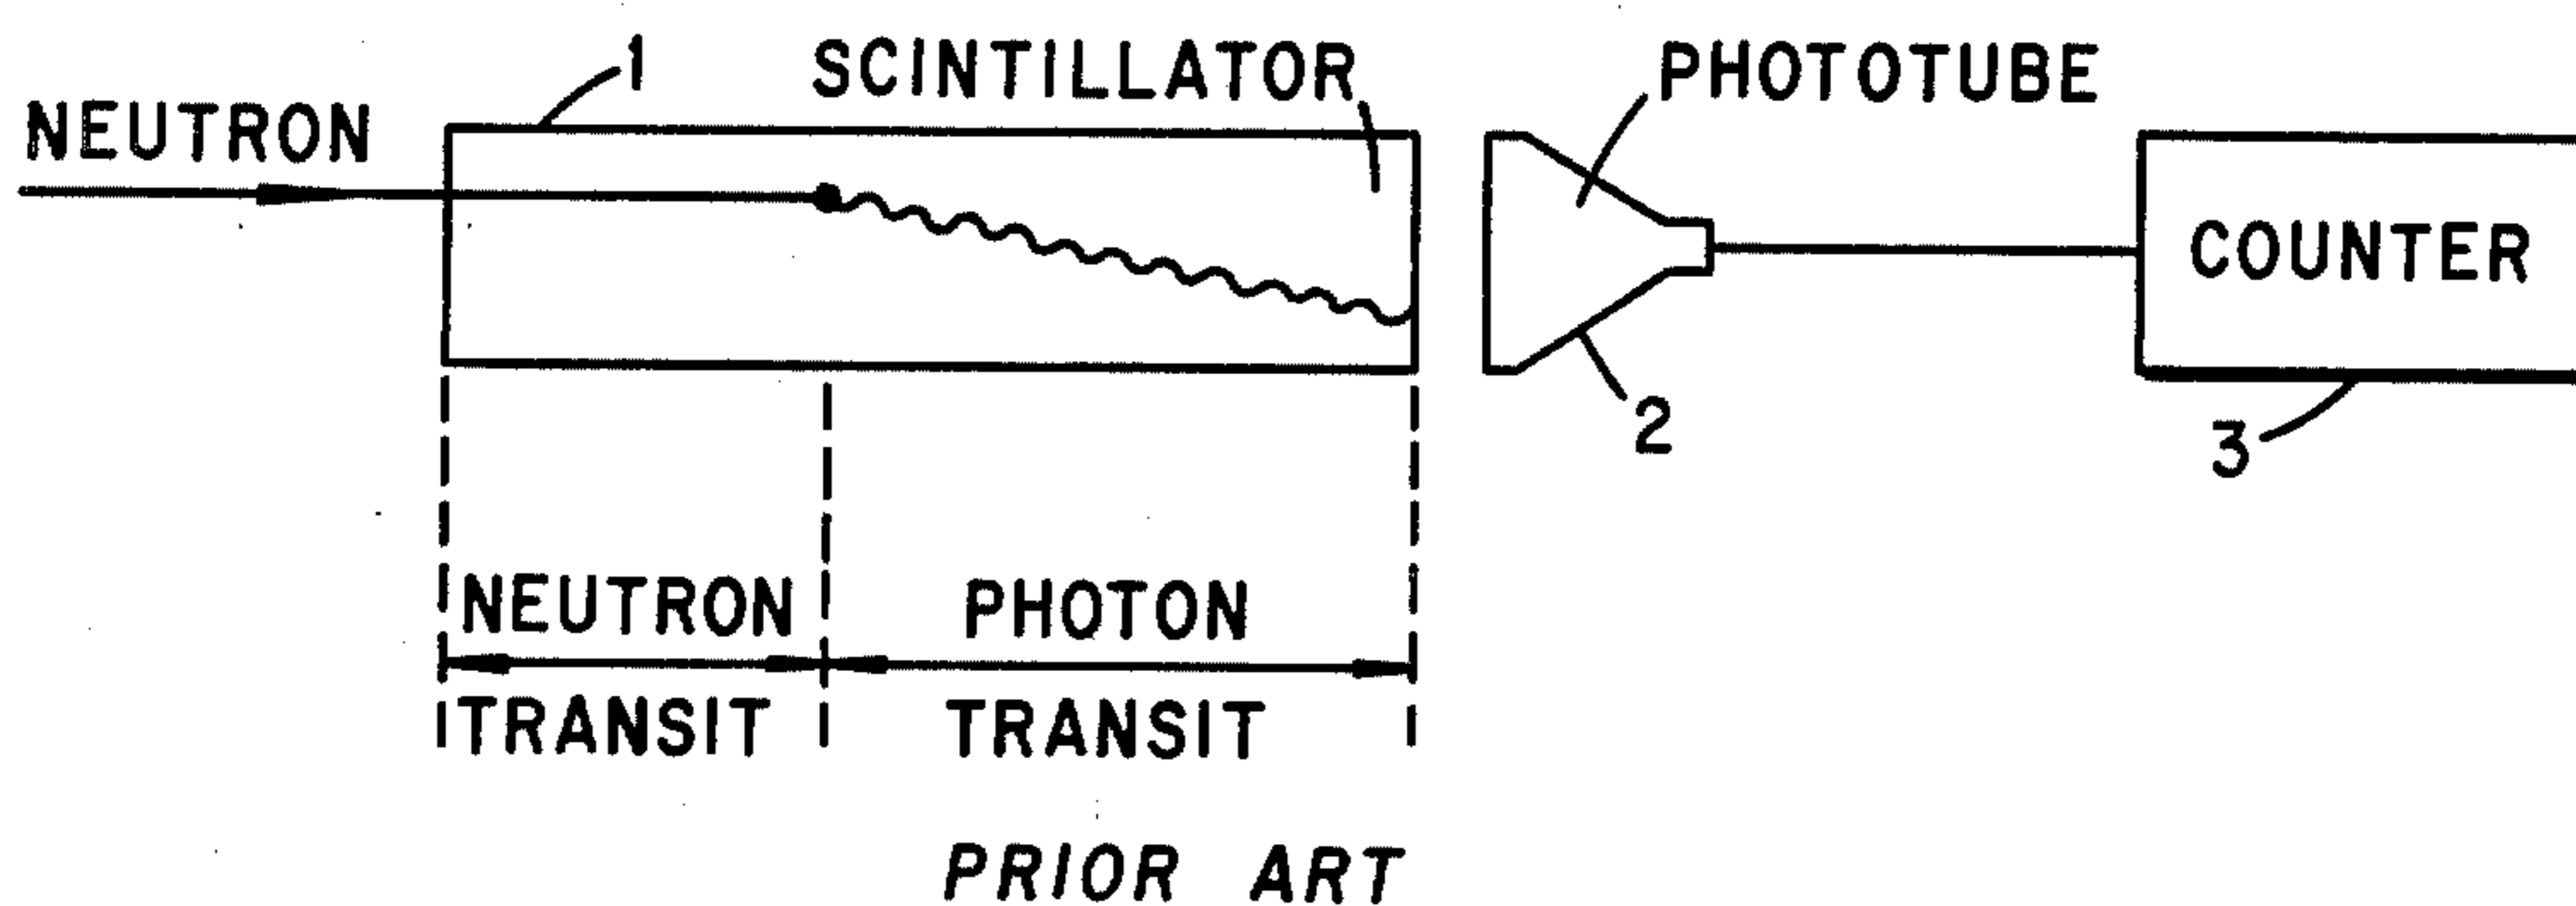 1
SCINTILLATOR
PHOTOTUBE
NEUTRON
COUNTER
2
3
NEUTRON
TRANSIT
PHOTON
TRANSIT
PRIOR ART